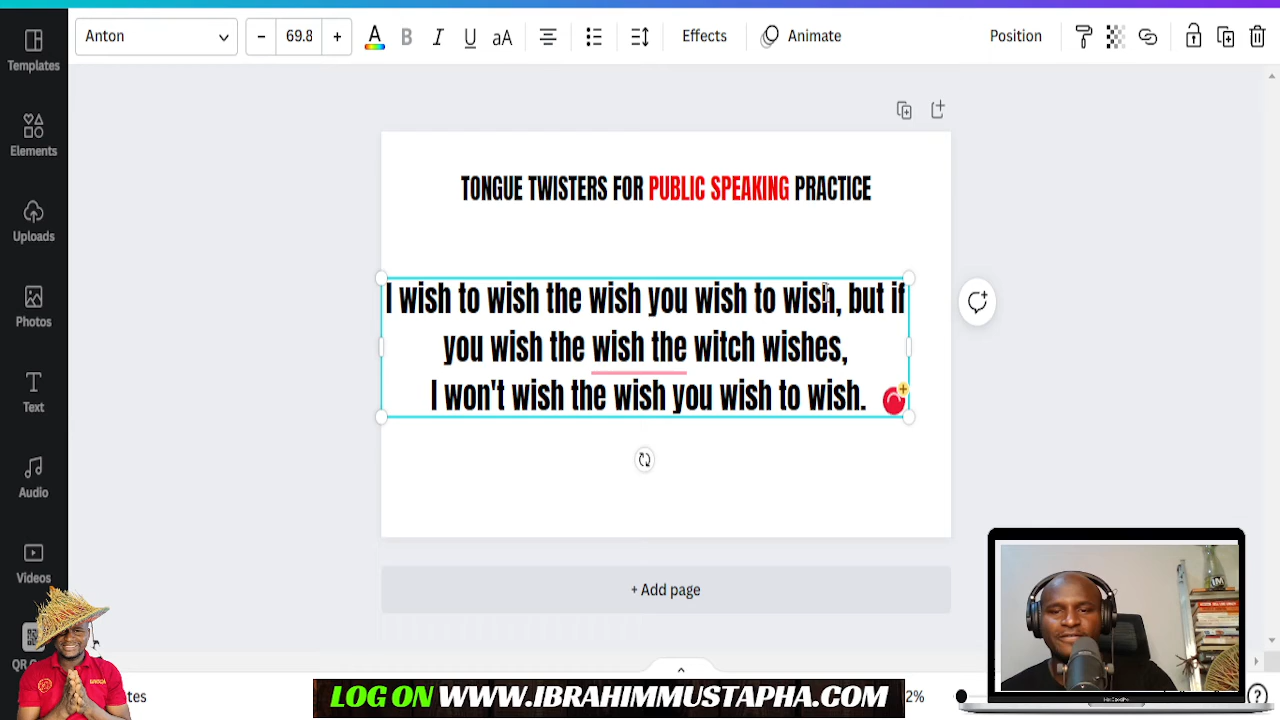 Anton
− 69.8 +
A B I U aA
Effects
Animate
Position
Templates
Elements
Uploads
Photos
Text
Audio
Videos
TONGUE TWISTERS FOR PUBLIC SPEAKING PRACTICE
I wish to wish the wish you wish to wish, but if
you wish the wish the witch wishes,
I won't wish the wish you wish to wish.
+ Add page
LOG ON WWW.IBRAHIMMUSTAPHA.COM